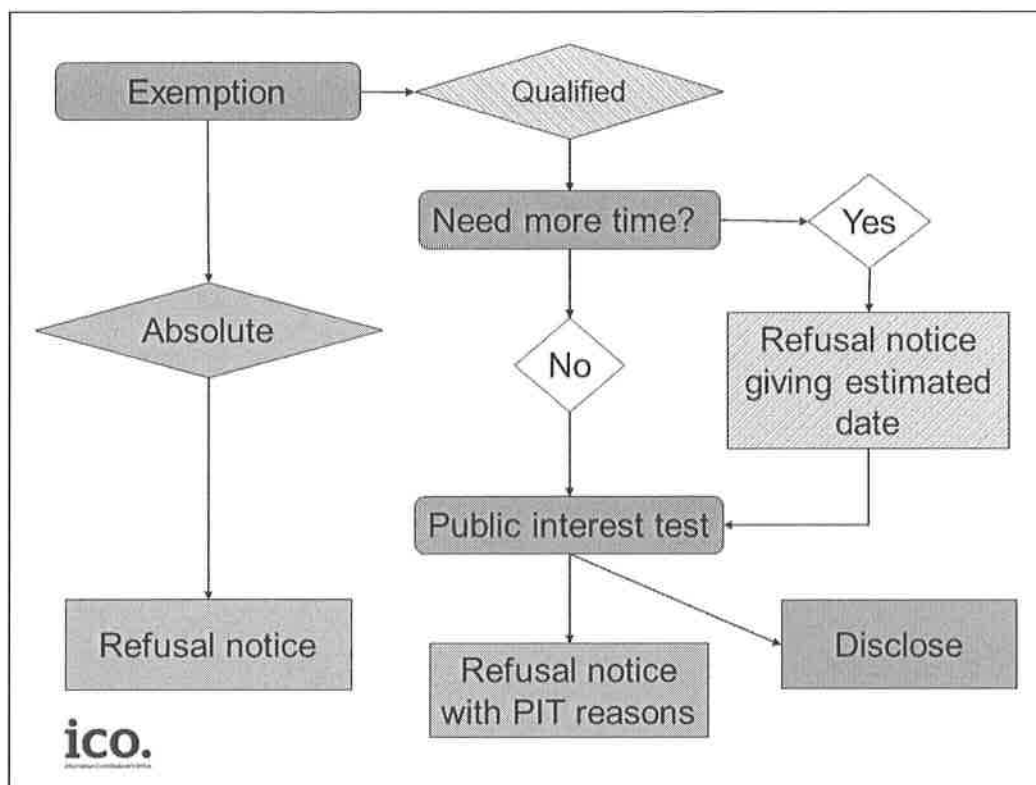 Exemption
Qualified
Need more time?
Yes
Absolute
No
Refusal notice
giving estimated
date
Public interest test
Refusal notice
Refusal notice
with PIT reasons
Disclose
ico.